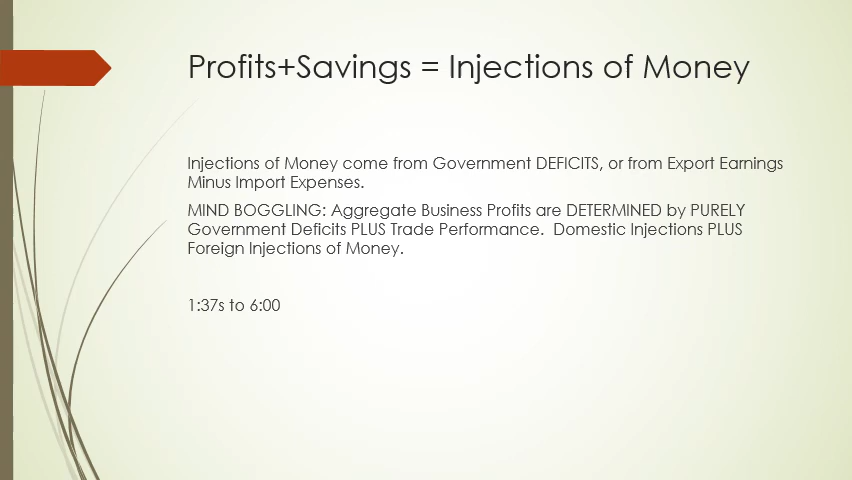 Profits+Savings = Injections of Money
Injections of Money come from Government DEFICITS, or from Export Earnings
Minus Import Expenses.
MIND BOGGLING: Aggregate Business Profits are DETERMINED by PURELY
Government Deficits PLUS Trade Performance.  Domestic Injections PLUS
Foreign Injections of Money.
1:37s to 6:00